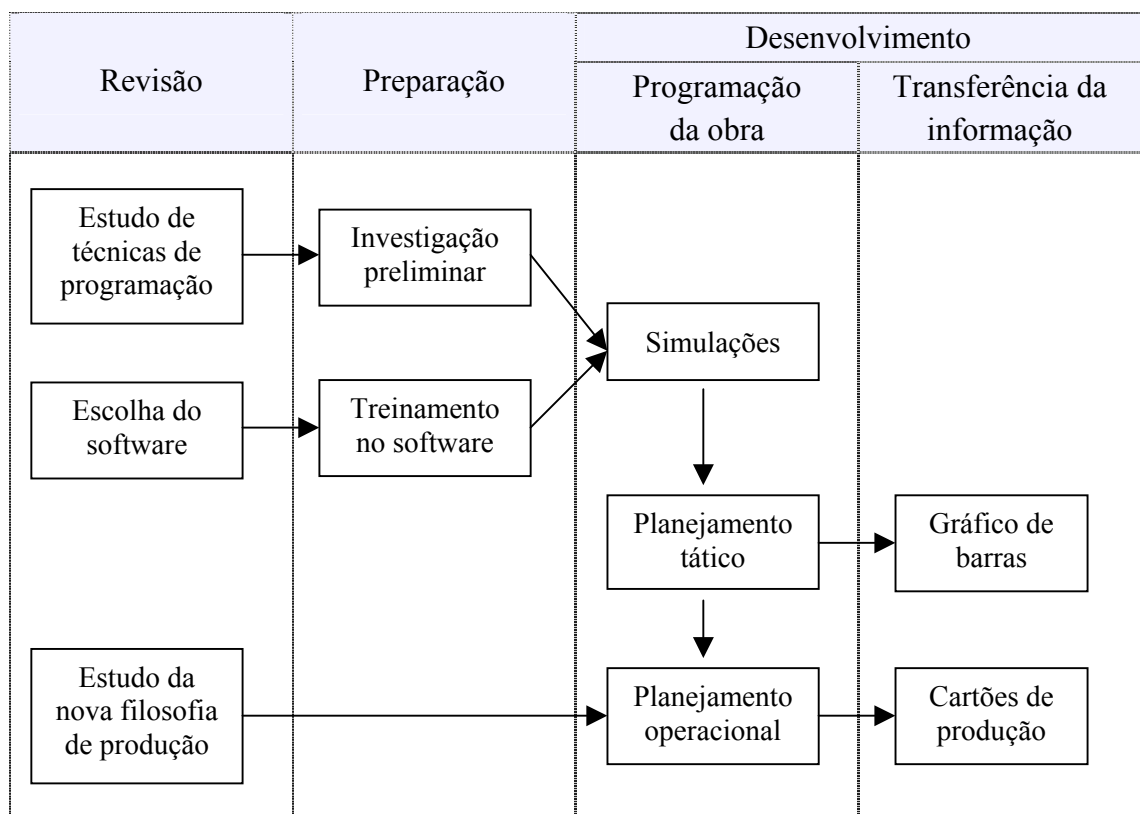 Revisão
Preparação
Desenvolvimento
Programação
da obra
Transferência da
informação
Estudo de
técnicas de
programação
Investigação
preliminar
Simulações
Escolha do
software
Treinamento
no software
Planejamento
tático
Gráfico de
barras
Estudo da
nova filosofia
de produção
Planejamento
operacional
Cartões de
produção